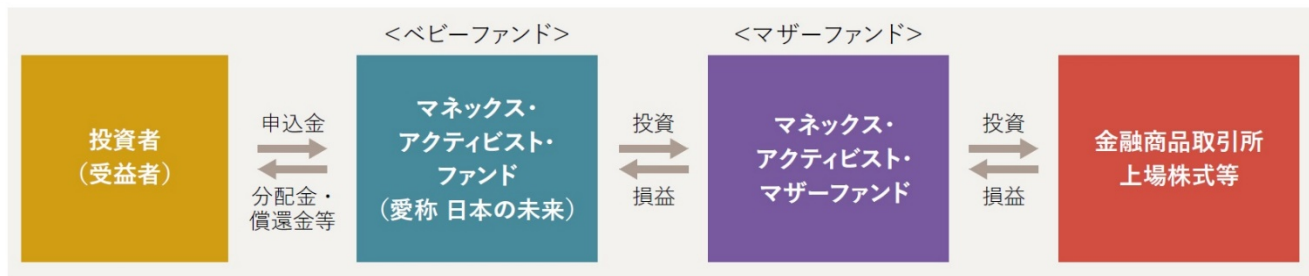 <ベビーファンド>
<マザーファンド>
投資者
（受益者）
申込金
分配金・
償還金等
マネックス・
アクティビスト・
ファンド
（愛称 日本の未来）
投資
損益
マネックス・
アクティビスト・
マザーファンド
投資
損益
金融商品取引所
上場株式等